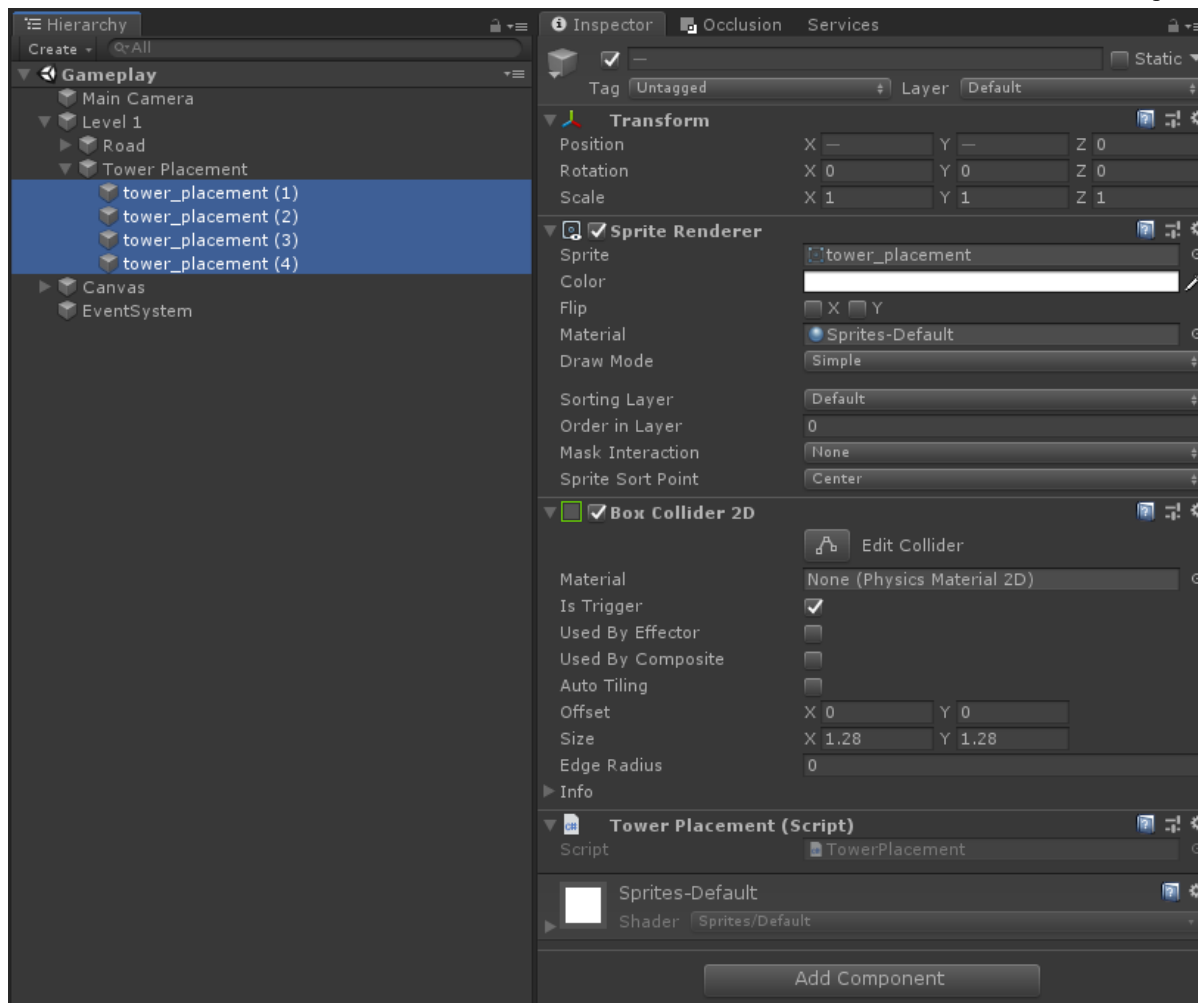 Hierarchy
Create
All
Gameplay
Main Camera
Level 1
Road
Tower Placement
tower_placement (1)
tower_placement (2)
tower_placement (3)
tower_placement (4)
Canvas
EventSystem
Inspector Occlusion Services
— Static
Tag Untagged Layer Default
Transform
Position X — Y — Z 0
Rotation X 0 Y 0 Z 0
Scale X 1 Y 1 Z 1
Sprite Renderer
Sprite tower_placement
Color
Flip X Y
Material Sprites-Default
Draw Mode Simple
Sorting Layer Default
Order in Layer 0
Mask Interaction None
Sprite Sort Point Center
Box Collider 2D
Edit Collider
Material None (Physics Material 2D)
Is Trigger
Used By Effector
Used By Composite
Auto Tiling
Offset X 0 Y 0
Size X 1.28 Y 1.28
Edge Radius 0
Info
Tower Placement (Script)
Script TowerPlacement
Sprites-Default
Shader Sprites/Default
Add Component